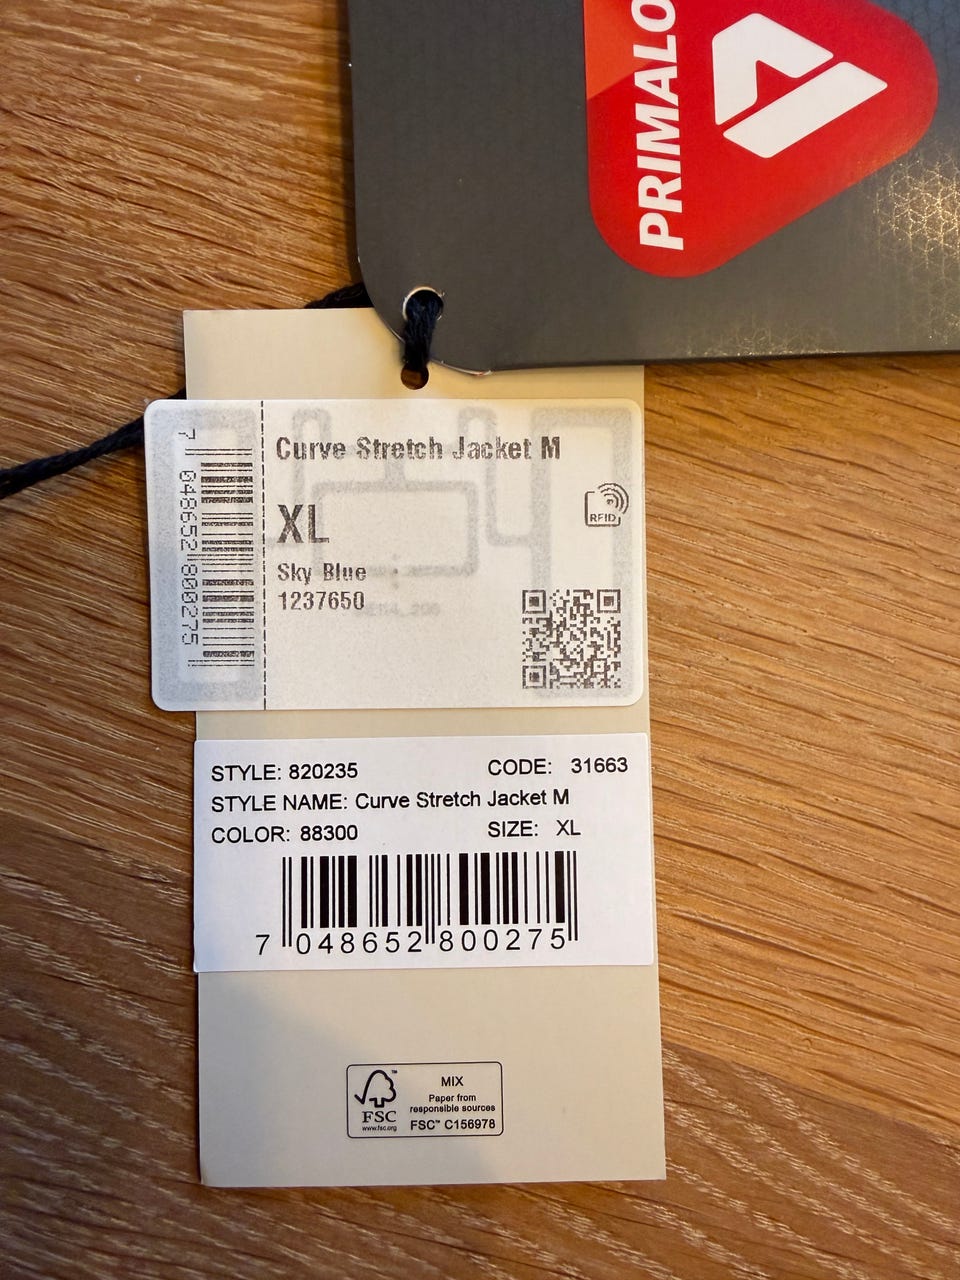 PRIMALO
Curve Stretch Jacket M
XL
RFID
Sky Blue
1237650
7 048652 800275
STYLE: 820235 CODE: 31663
STYLE NAME: Curve Stretch Jacket M
COLOR: 88300 SIZE: XL
7 048652 800275
FSC™
www.fsc.org
MIX
Paper from
responsible sources
FSC™ C156978